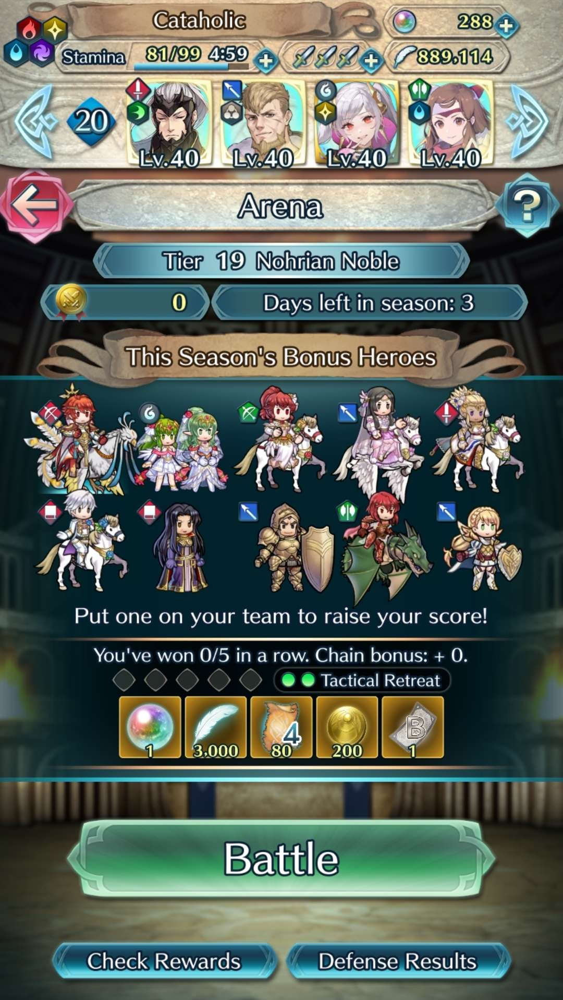 Cataholic
288
Stamina 81/99 4:59
889,114
20
Lv.40 Lv.40 Lv.40 Lv.40
Arena
?
Tier 19 Nohrian Noble
0
Days left in season: 3
This Season's Bonus Heroes
Put one on your team to raise your score!
You've won 0/5 in a row. Chain bonus: + 0.
Tactical Retreat
4
B
1 3,000 80 200 1
Battle
Check Rewards
Defense Results